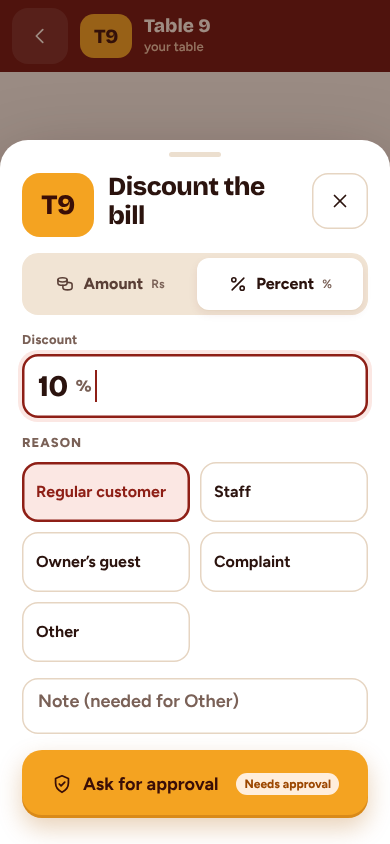 T9
Table 9
your table
T9
Discount the
bill
Amount Rs
Percent %
Discount
10 %
REASON
Regular customer
Staff
Owner’s guest
Complaint
Other
Note (needed for Other)
Ask for approval
Needs approval